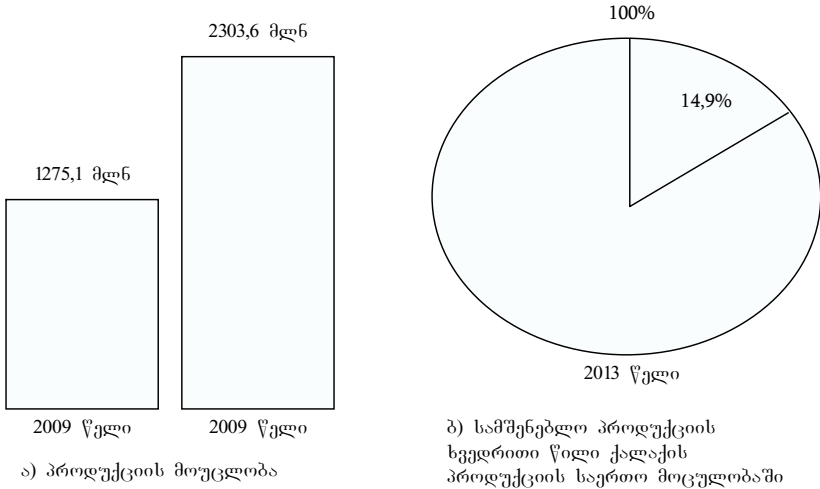 2303,6 მლნ
1275,1 მლნ
2009 წელი
2009 წელი
ა) პროდუქციის მოუცლობა
100%
14,9%
2013 წელი
ბ) სამშენებლო პროდუქციის
ხვედრითი წილი ქალაქის
პროდუქციის საერთო მოცულობაში